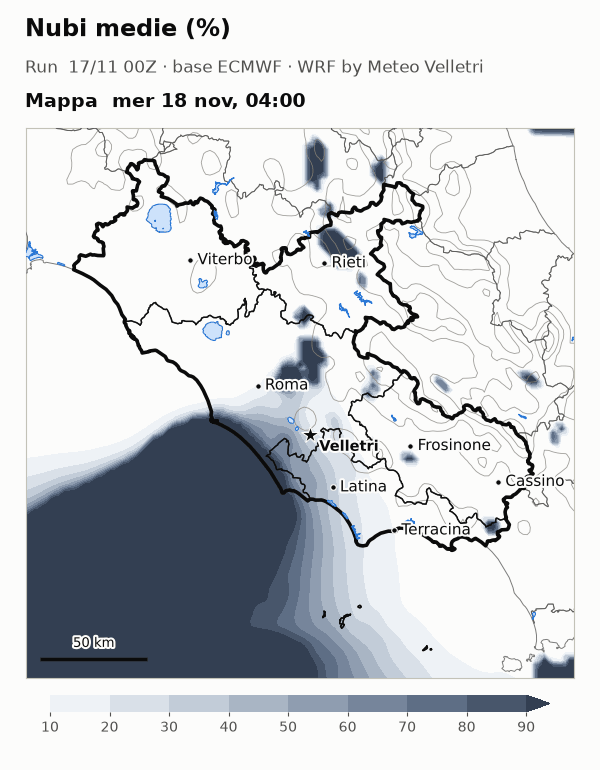 Nubi medie (%)
Run  17/11 00Z · base ECMWF · WRF by Meteo Velletri
Mappa  mer 18 nov, 04:00
Viterbo
Rieti
Roma
Velletri
Frosinone
Cassino
Latina
Terracina
50 km
10 20 30 40 50 60 70 80 90